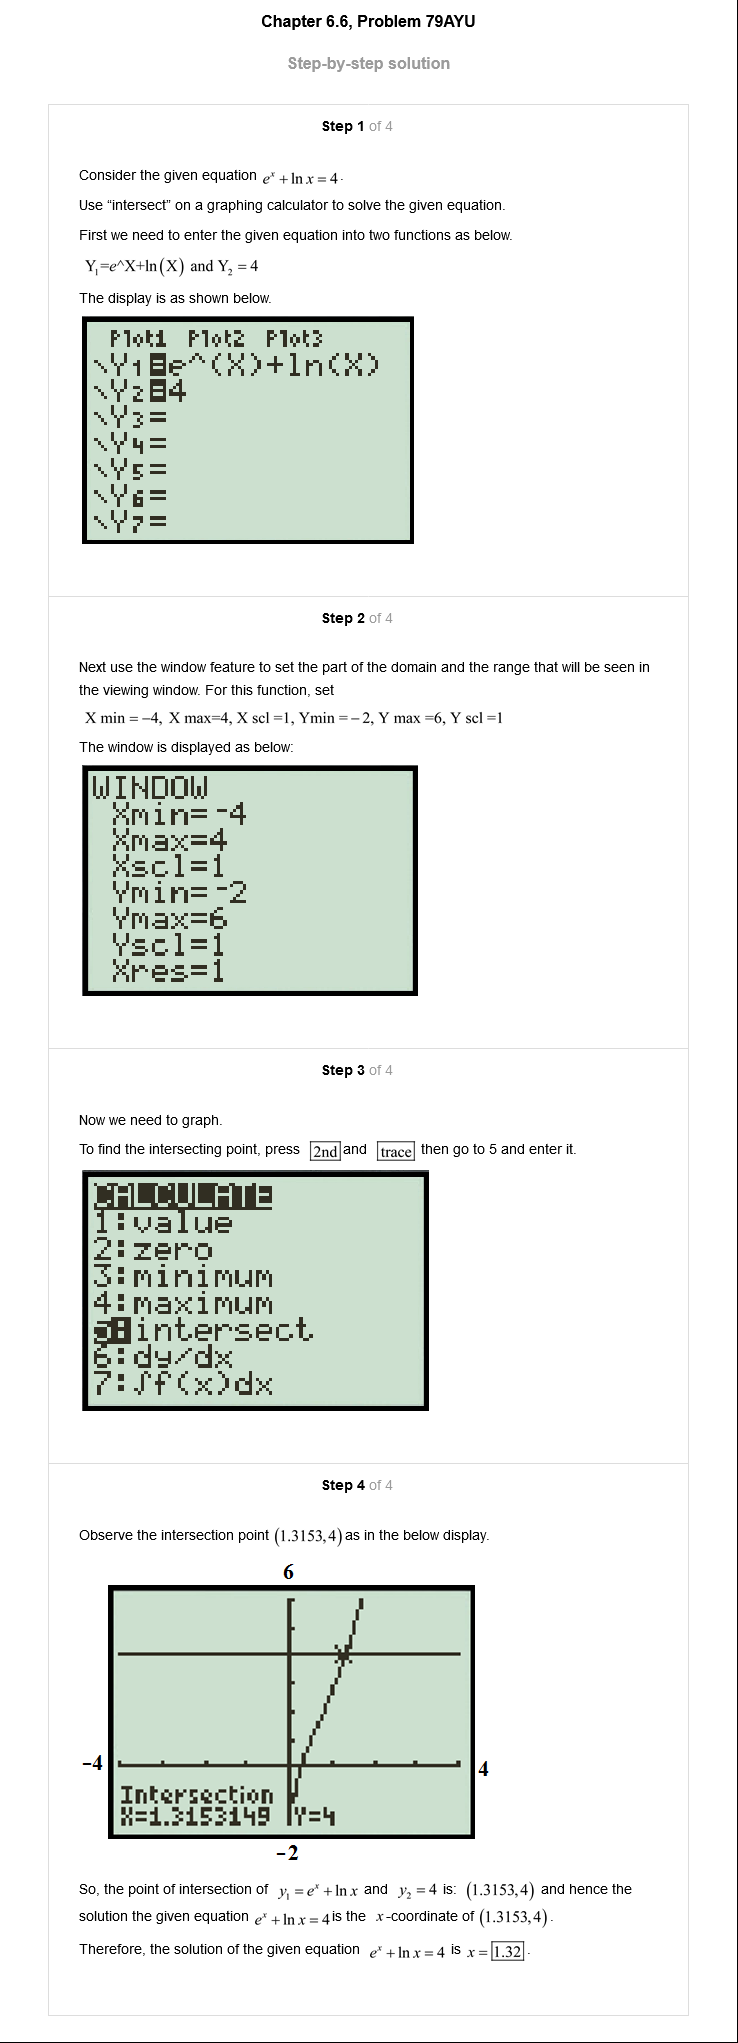 Chapter 6.6, Problem 79AYU
Step-by-step solution
Step 1 of 4
Consider the given equation eˣ + ln x = 4.
Use “intersect” on a graphing calculator to solve the given equation.
First we need to enter the given equation into two functions as below.
Y₁=e^X+ln(X) and Y₂ = 4
The display is as shown below.
Plot1 Plot2 Plot3
\Y1=e^(X)+ln(X)
\Y2=4
\Y3=
\Y4=
\Y5=
\Y6=
\Y7=
Step 2 of 4
Next use the window feature to set the part of the domain and the range that will be seen in
the viewing window. For this function, set
X min = –4, X max=4, X scl =1, Ymin = – 2, Y max =6, Y scl =1
The window is displayed as below:
WINDOW
Xmin=-4
Xmax=4
Xscl=1
Ymin=-2
Ymax=6
Yscl=1
Xres=1
Step 3 of 4
Now we need to graph.
To find the intersecting point, press 2nd and trace then go to 5 and enter it.
CALCULATE
1:value
2:zero
3:minimum
4:maximum
5:intersect
6:dy/dx
7:∫f(x)dx
Step 4 of 4
Observe the intersection point (1.3153,4) as in the below display.
6
–4
4
Intersection
X=1.3153149 Y=4
–2
So, the point of intersection of y₁ = eˣ + ln x and y₂ = 4 is: (1.3153,4) and hence the
solution the given equation eˣ + ln x = 4 is the x-coordinate of (1.3153,4).
Therefore, the solution of the given equation eˣ + ln x = 4 is x = 1.32.